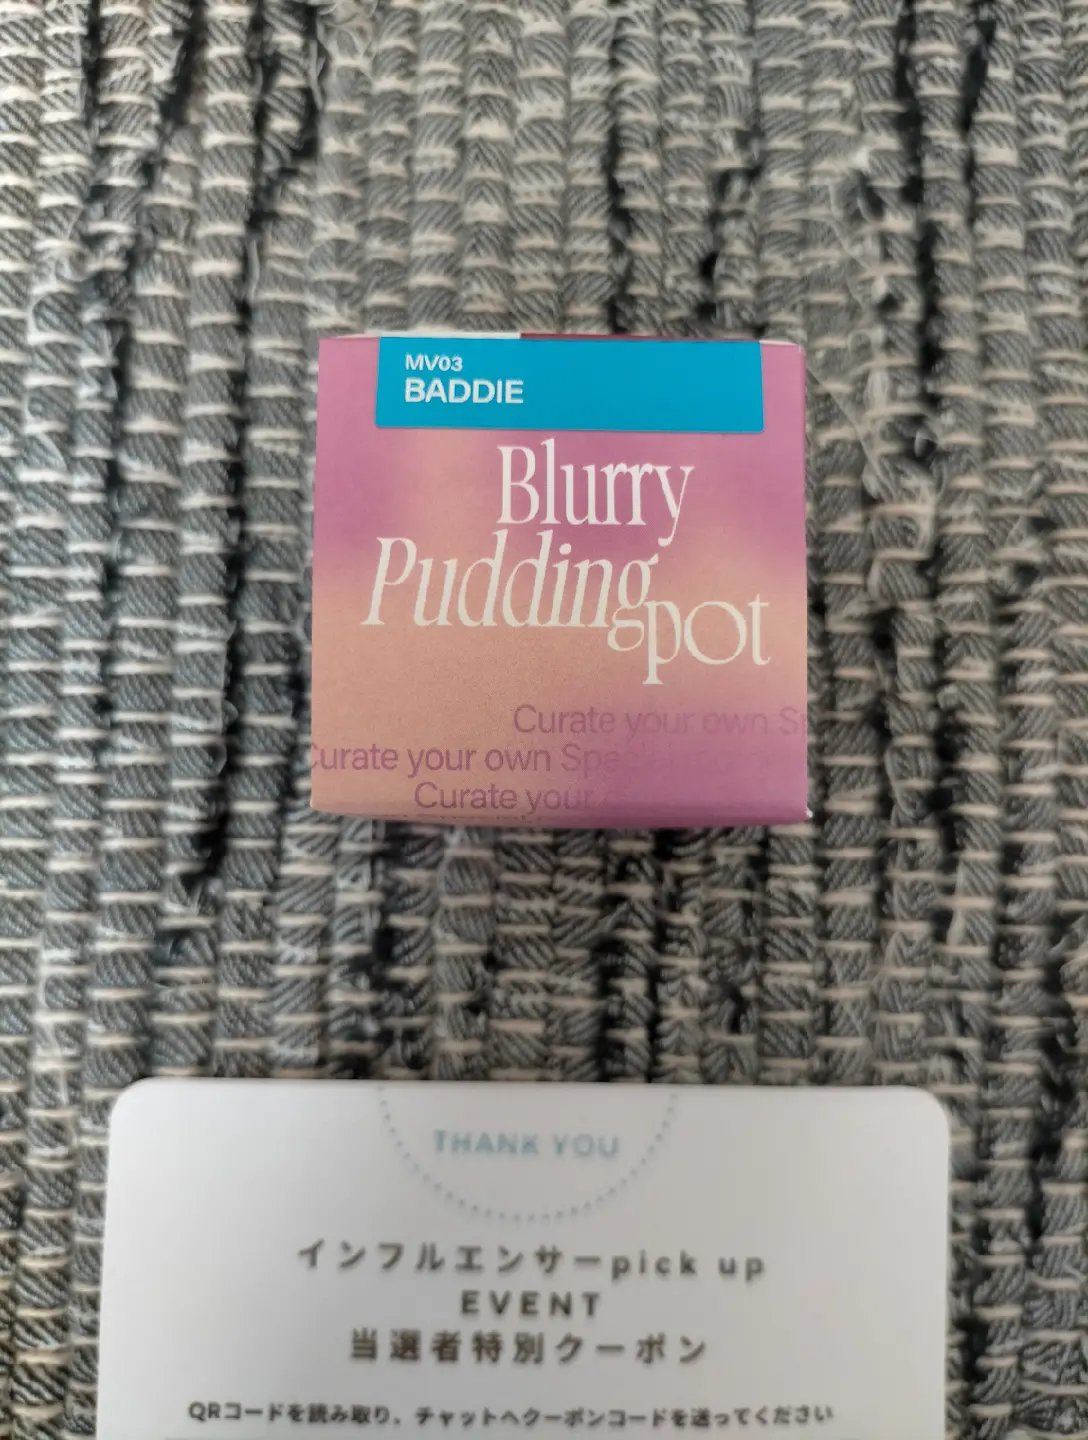 MV03
BADDIE
Blurry
Pudding
pot
Curate your own Sp
Curate your own Spe
Curate your
THANK YOU
インフルエンサーpick up
EVENT
当選者特別クーポン
QRコードを読み取り、チャットへクーポンコードを送ってください